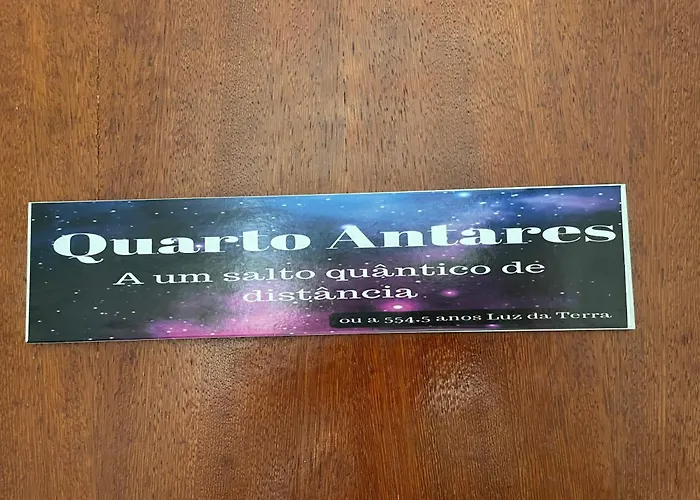 Quarto Antares
A um salto quântico de
distância
ou a 554.5 anos Luz da Terra